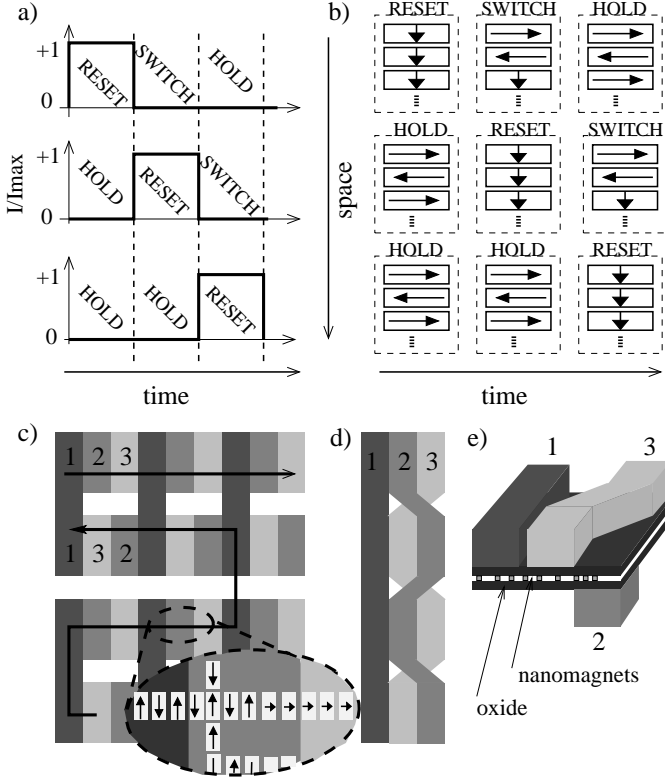 a)
+1
0
RESET
SWITCH
HOLD
+1
0
HOLD
RESET
SWITCH
+1
0
HOLD
HOLD
RESET
I/Imax
time
b)
space
RESET SWITCH HOLD
HOLD RESET SWITCH
HOLD HOLD RESET
time
c)
1 2 3
1 3 2
d)
1 2 3
e)
1 3
2
nanomagnets
oxide